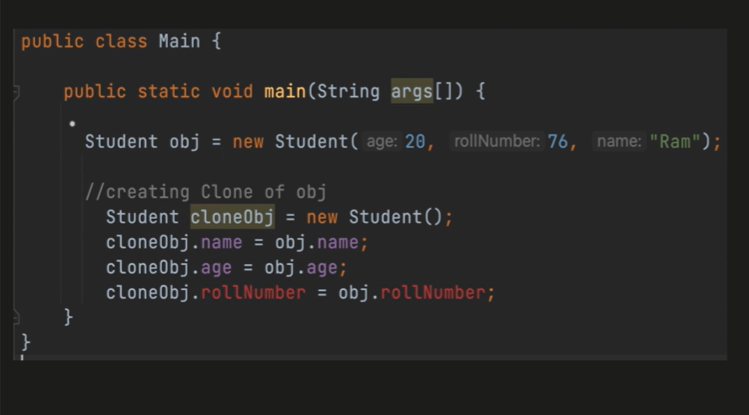 public class Main {
public static void main(String args[]) {
Student obj = new Student( age: 20, rollNumber: 76, name: "Ram");
//creating Clone of obj
Student cloneObj = new Student();
cloneObj.name = obj.name;
cloneObj.age = obj.age;
cloneObj.rollNumber = obj.rollNumber;
}
}